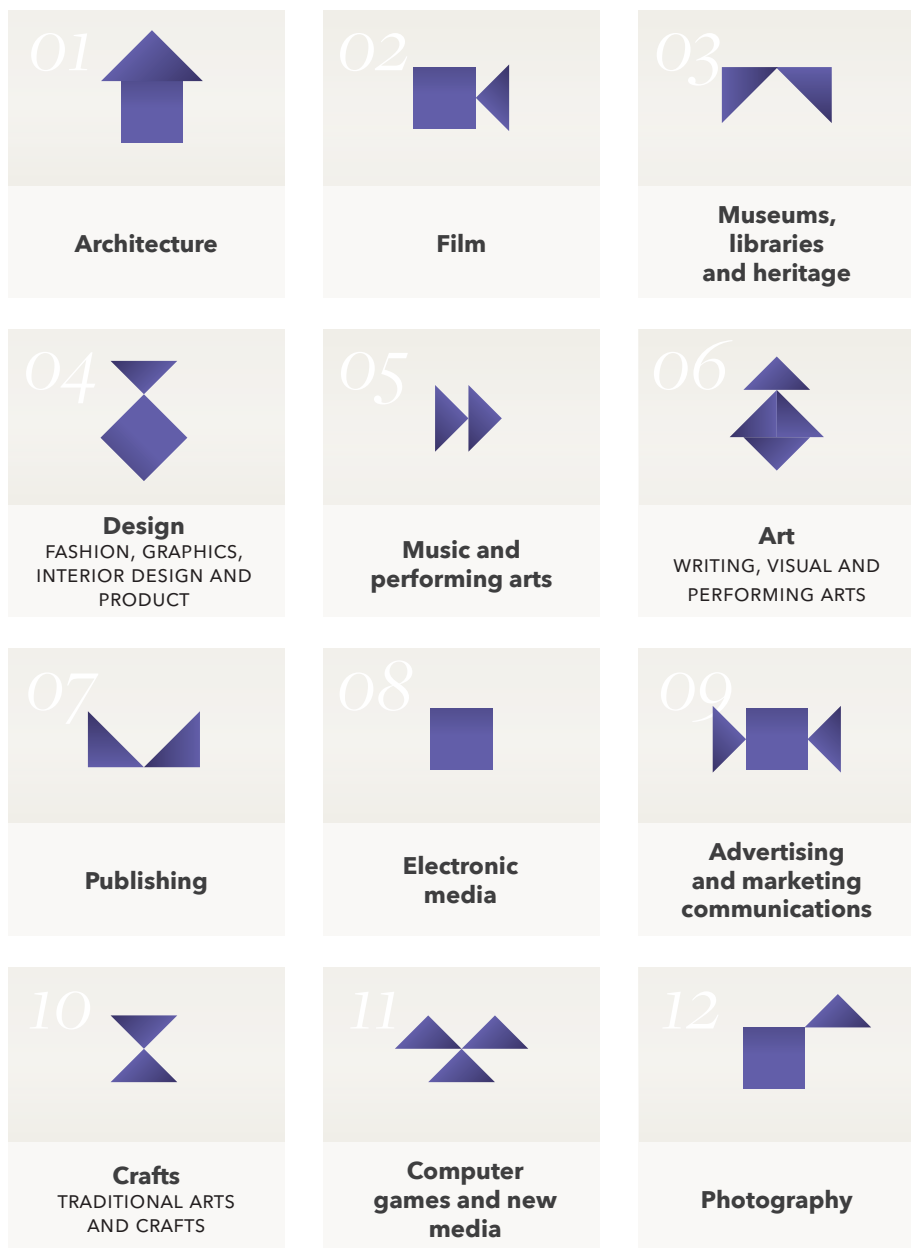 01
02
03
Architecture
Film
Museums,
libraries
and heritage
04
05
06
Design
FASHION, GRAPHICS,
INTERIOR DESIGN AND
PRODUCT
Music and
performing arts
Art
WRITING, VISUAL AND
PERFORMING ARTS
07
08
09
Publishing
Electronic
media
Advertising
and marketing
communications
10
11
12
Crafts
TRADITIONAL ARTS
AND CRAFTS
Computer
games and new
media
Photography